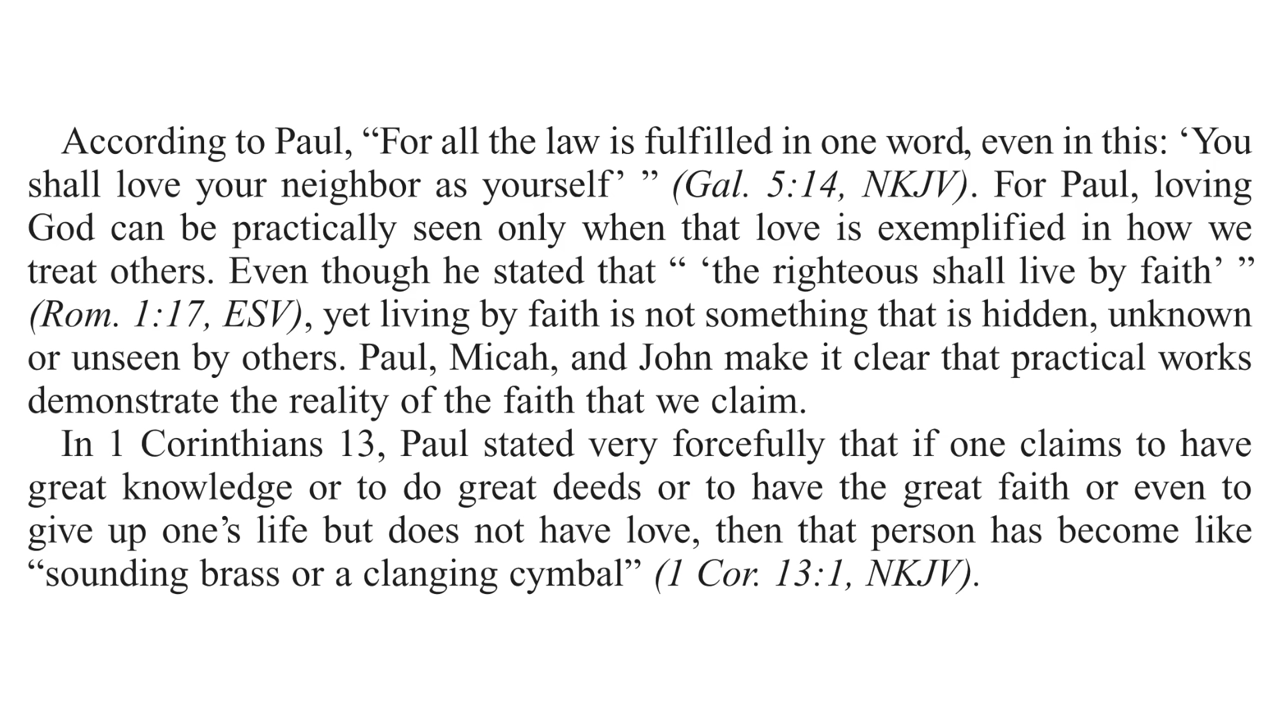 According to Paul, “For all the law is fulfilled in one word, even in this: ‘You
shall love your neighbor as yourself’ ” (Gal. 5:14, NKJV). For Paul, loving
God can be practically seen only when that love is exemplified in how we
treat others. Even though he stated that “ ‘the righteous shall live by faith’ ”
(Rom. 1:17, ESV), yet living by faith is not something that is hidden, unknown
or unseen by others. Paul, Micah, and John make it clear that practical works
demonstrate the reality of the faith that we claim.
In 1 Corinthians 13, Paul stated very forcefully that if one claims to have
great knowledge or to do great deeds or to have the great faith or even to
give up one’s life but does not have love, then that person has become like
“sounding brass or a clanging cymbal” (1 Cor. 13:1, NKJV).